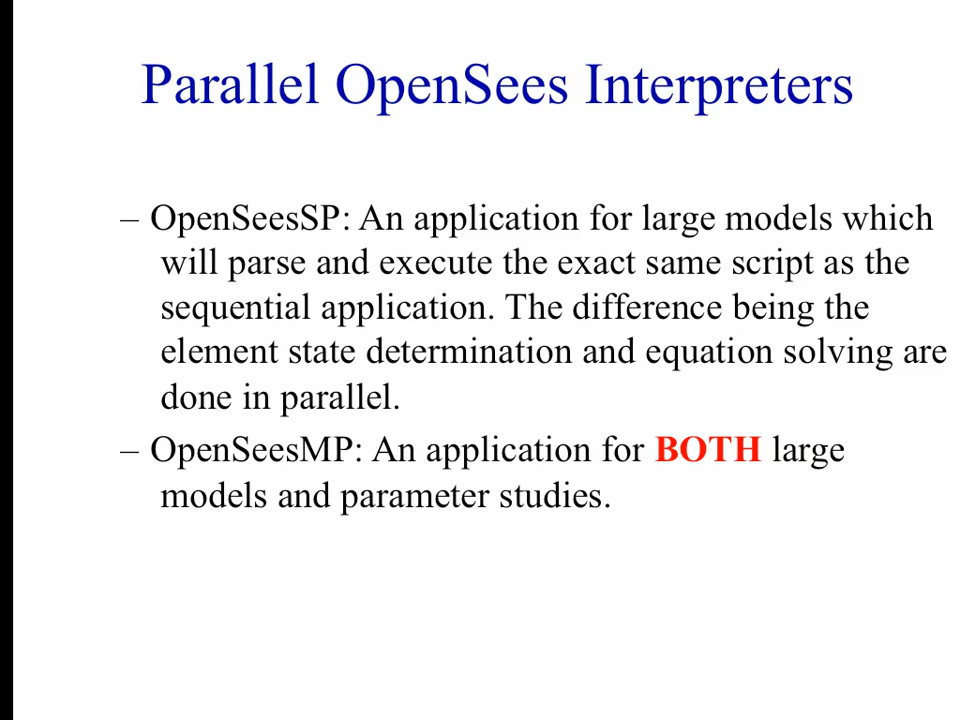 Parallel OpenSees Interpreters
– OpenSeesSP: An application for large models which
will parse and execute the exact same script as the
sequential application. The difference being the
element state determination and equation solving are
done in parallel.
– OpenSeesMP: An application for BOTH large
models and parameter studies.